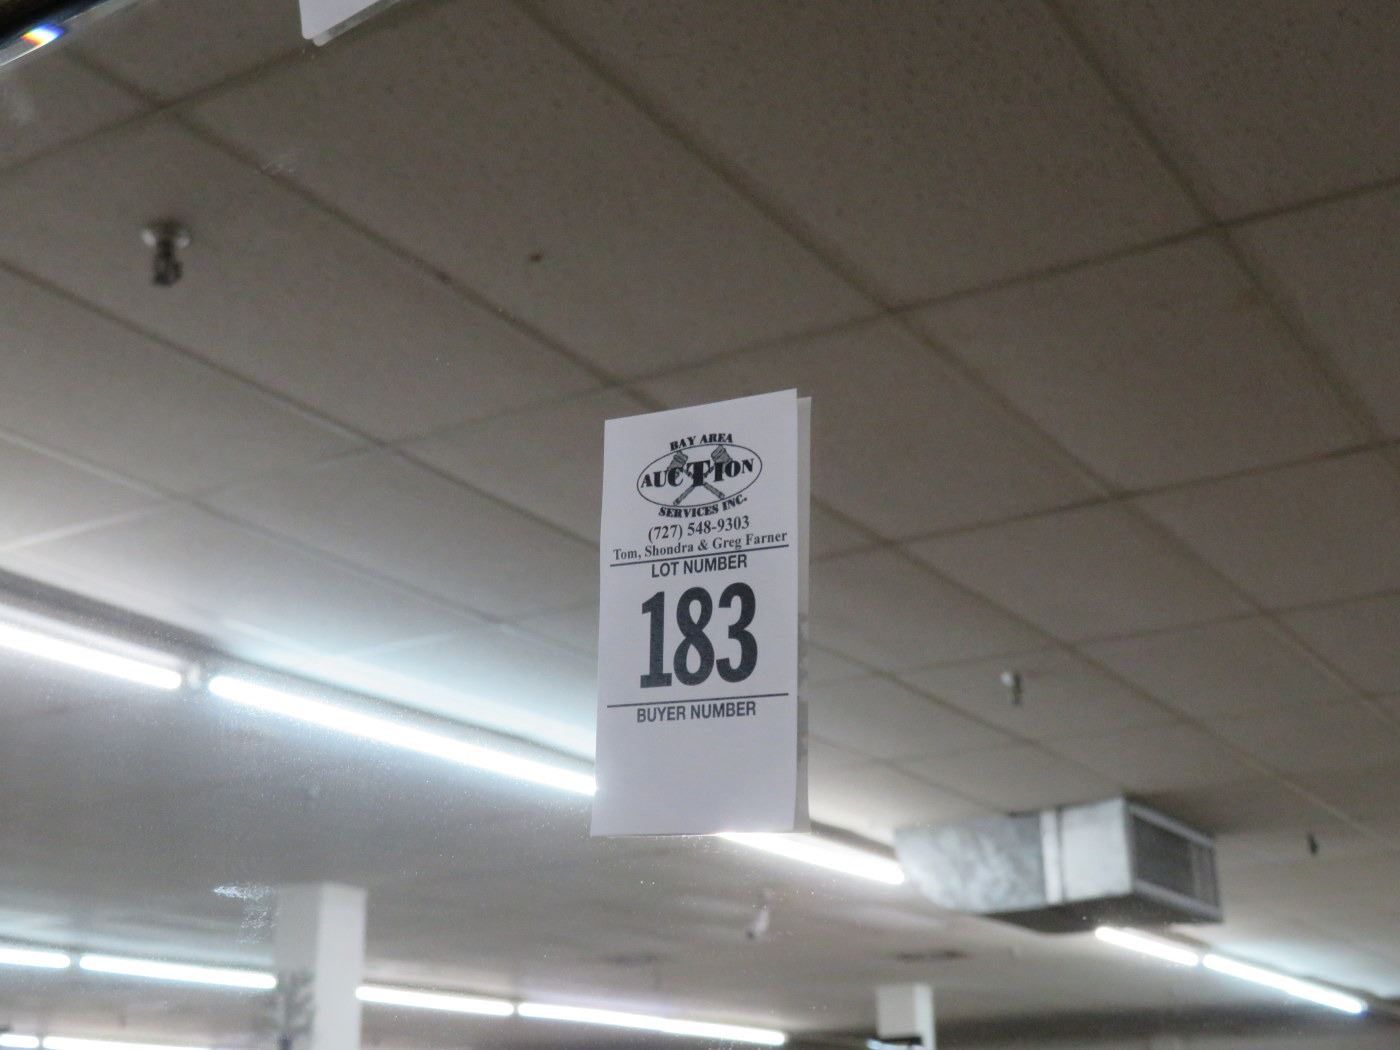 BAY AREA
AUCTION
SERVICES INC.
(727) 548-9303
Tom, Shondra & Greg Farner
LOT NUMBER
183
BUYER NUMBER